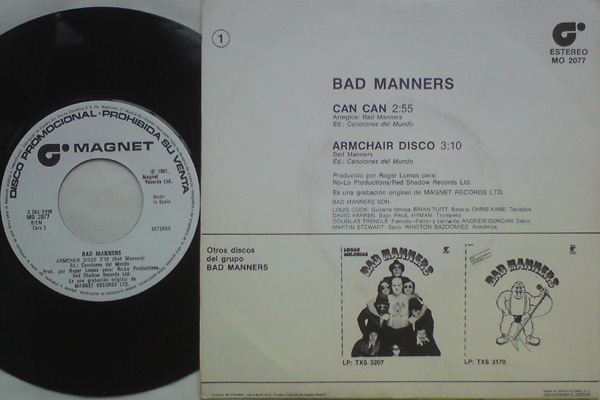 DISCO PROMOCIONAL · PROHIBIDA SU VENTA
MAGNET
℗ 1981,
Magnet
Records Ltd.
Made
in Spain
MO 2077
Cara 2
ESTEREO
BAD MANNERS
ARMCHAIR DISCO 3'10 (Bad Manners)
Ed.: Canciones del Mundo
Prod. por Roger Lomas para: Ro-Lo Productions,
Red Shadow Records Ltd.
Es una grabación origina. de
MAGNET RECORDS LTD.
1
ESTEREO
MO 2077
BAD MANNERS
CAN CAN 2:55
Arreglos: Bad Manners
Ed.: Canciones del Mundo
ARMCHAIR DISCO 3:10
Bad Manners
Ed.: Canciones del Mundo
Producido por Roger Lomas para:
Ro-Lo Productions/Red Shadow Records Ltd.
Es una grabación original de MAGNET RECORDS LTD.
BAD MANNERS SON:
LOUIS COOK: Guitarra rítmica, BRIAN TUITT: Batería, CHRIS KANE: Teclados
DAVID FARREN: Bajo, PAUL HYMAN: Trompeta
DOUGLAS TRENDLE: Famoso «Fatty» y cantante, ANDREW DUNCAN: Saxo
MARTIN STEWART: Saxo, WINSTON BAZOOMIES: Armónica
Otros discos
del grupo
BAD MANNERS
LOCAS
MELODIAS
BAD MANNERS
BAD MANNERS
LP: TXS 3207
LP: TXS 3170